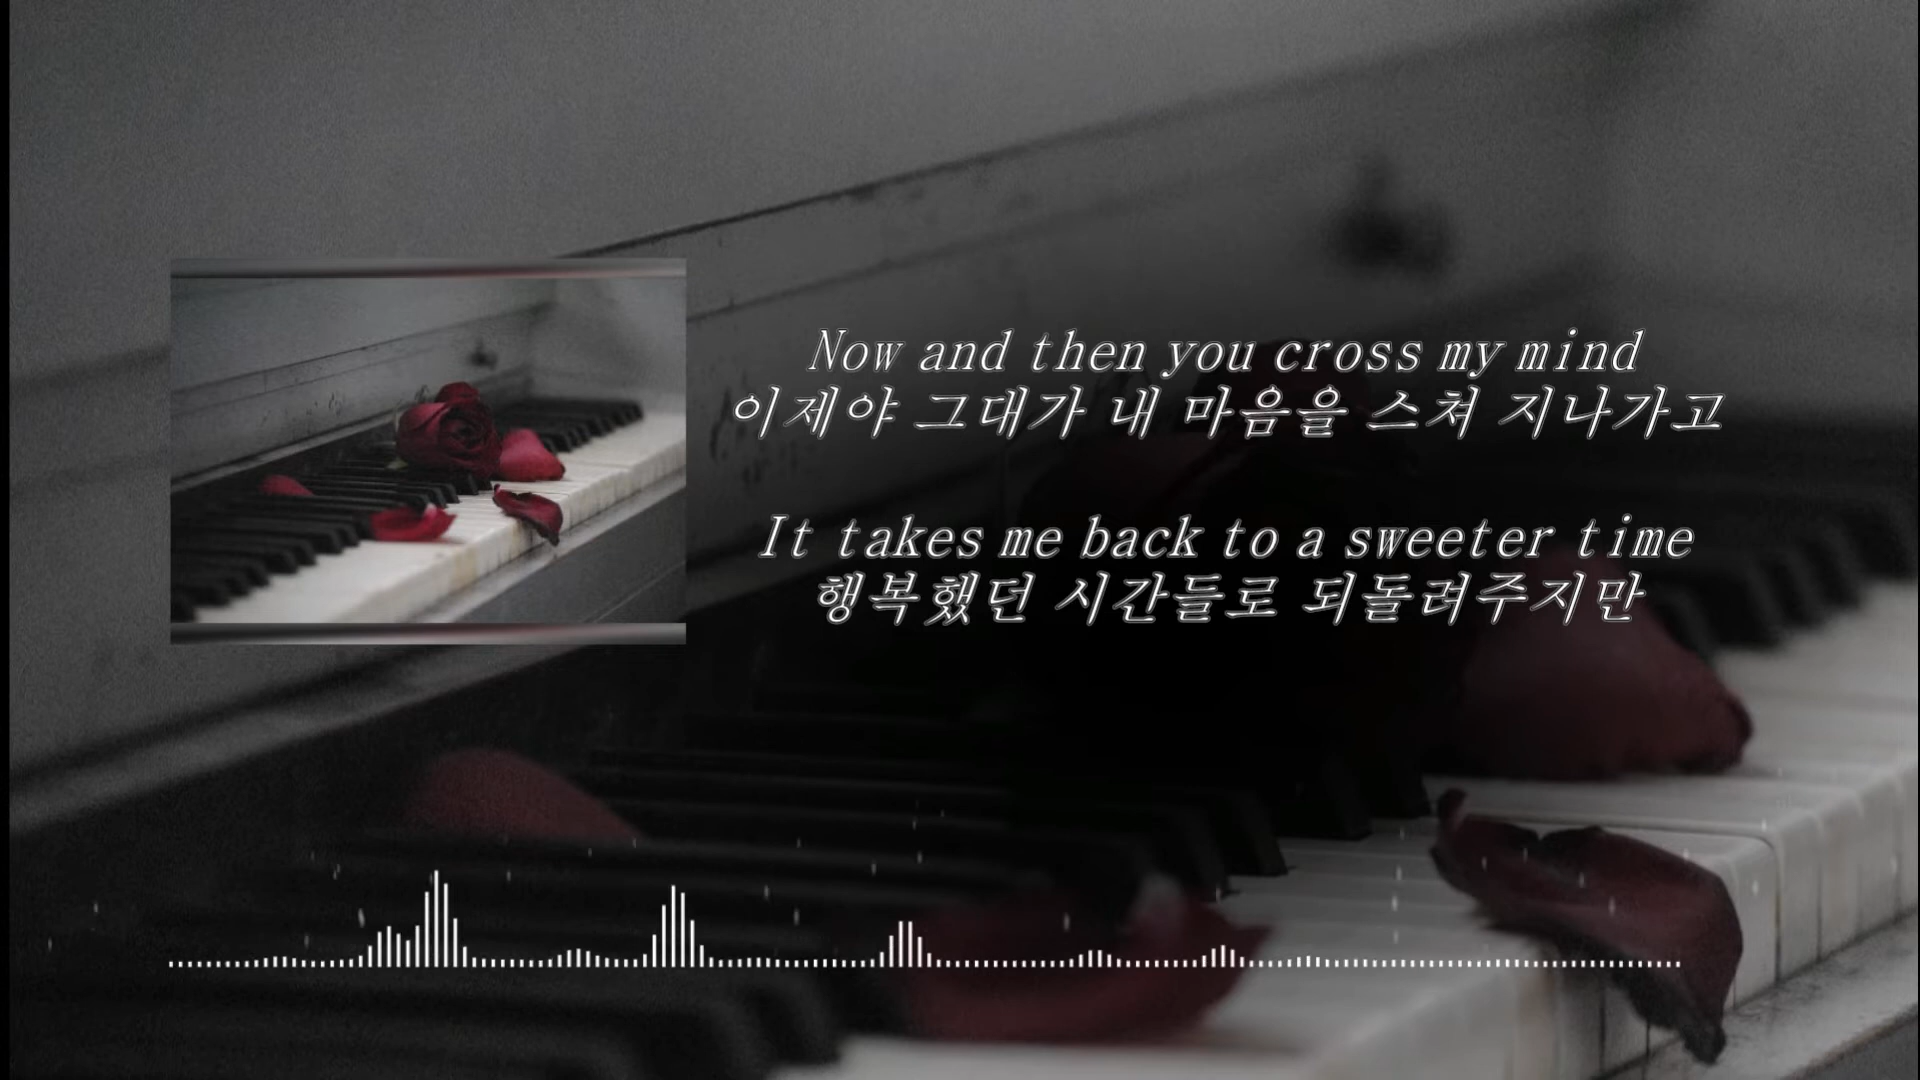 Now and then you cross my mind
이제야 그대가 내 마음을 스쳐 지나가고
It takes me back to a sweeter time
행복했던 시간들로 되돌려주지만